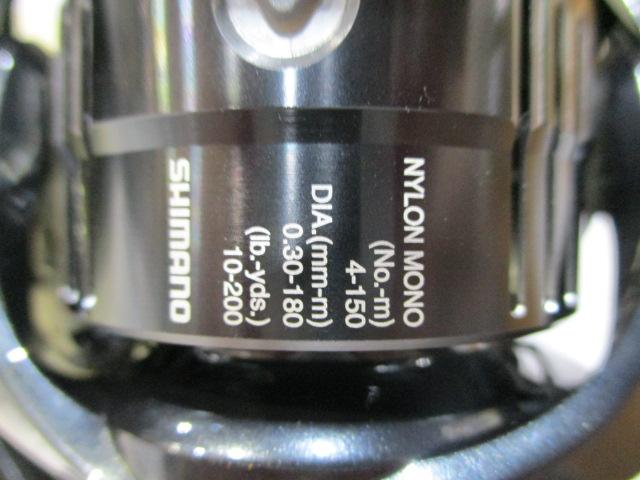 NYLON MONO
(No.-m)
4-150
DIA.(mm-m)
0.30-180
(lb.-yds.)
10-200
SHIMANO